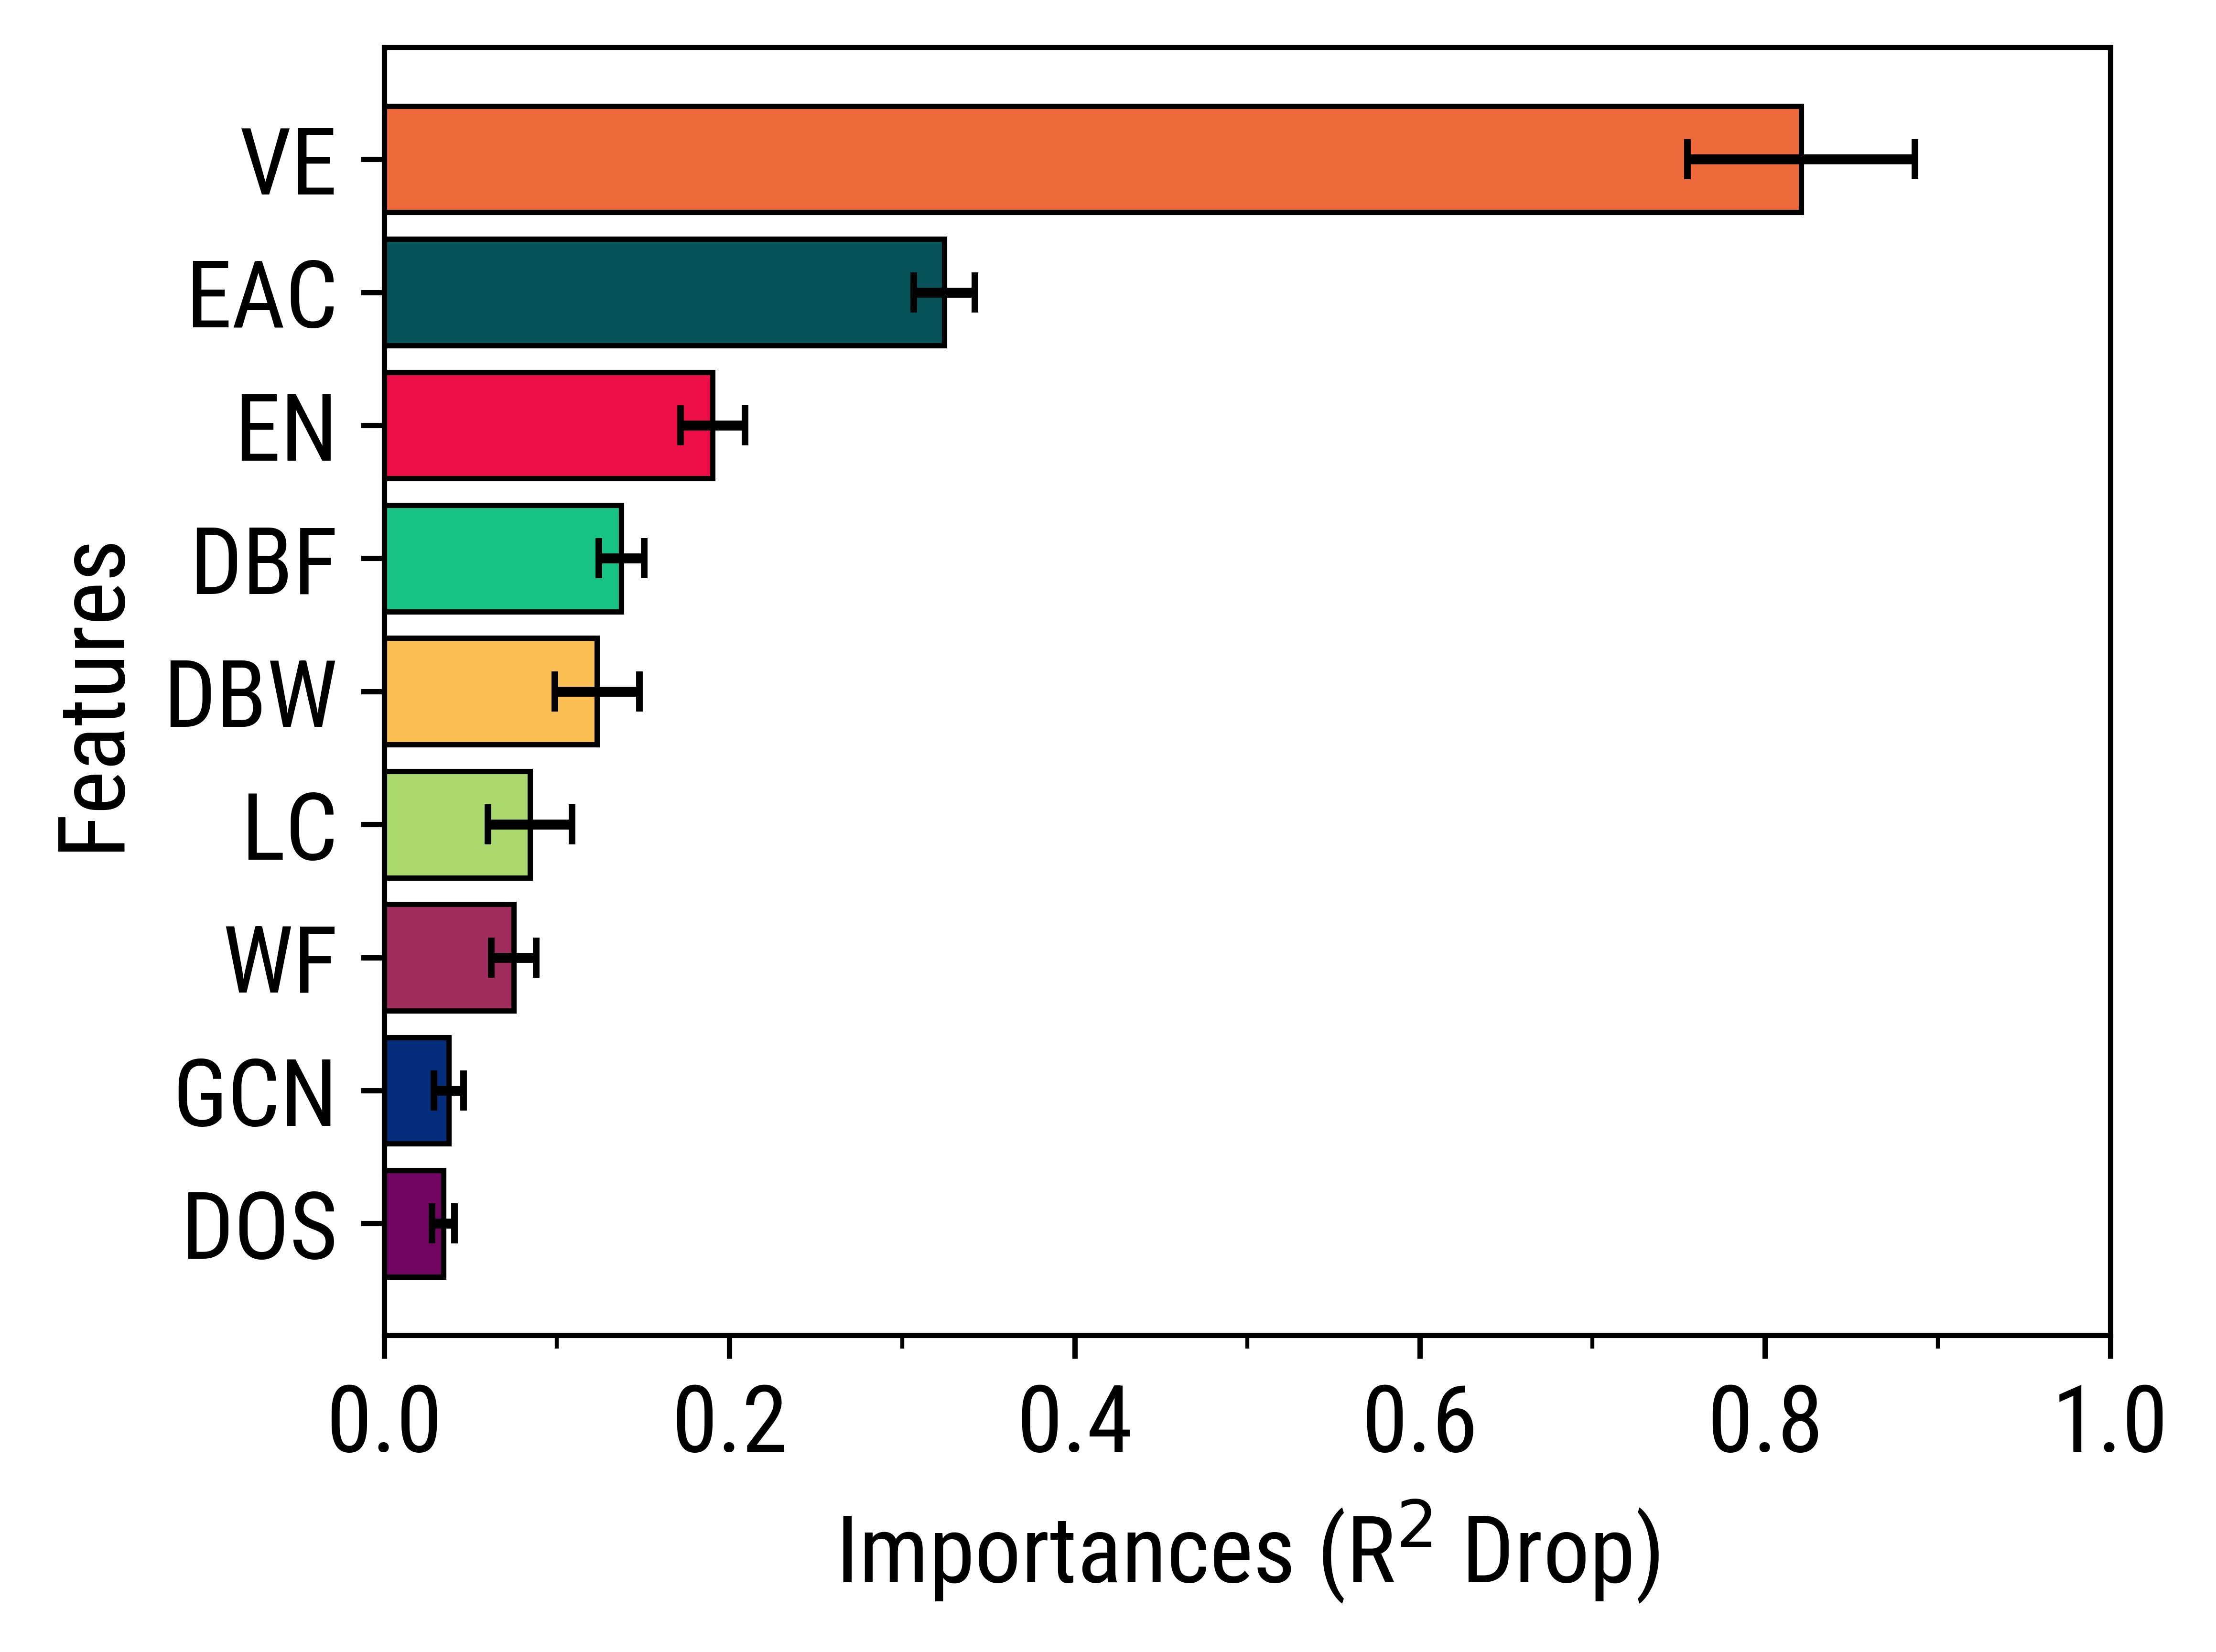 Features
VE
EAC
EN
DBF
DBW
LC
WF
GCN
DOS
0.0 0.2 0.4 0.6 0.8 1.0
Importances (R² Drop)